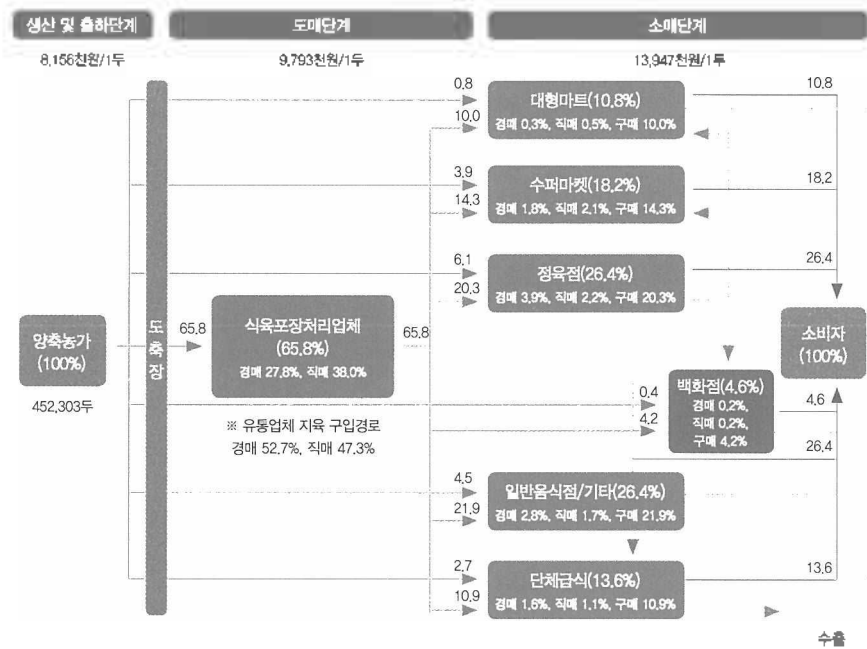 생산 및 출하단계
도매단계
소매단계
8,156천원/1두
9,793천원/1두
13,947천원/1두
0.8
대형마트(10.8%)
10.8
10.0
경매 0.3%, 직매 0.5%, 구매 10.0%
3.9
수퍼마켓(18.2%)
18.2
14.3
경매 1.8%, 직매 2.1%, 구매 14.3%
6.1
정육점(26.4%)
26.4
20.3
경매 3.9%, 직매 2.2%, 구매 20.3%
양축농가
(100%)
452,303두
도축장
65.8
식육포장처리업체
(65.8%)
경매 27.8%, 직매 38.0%
65.8
※ 유통업체 지육 구입경로
경매 52.7%, 직매 47.3%
소비자
(100%)
0.4
4.2
백화점(4.6%)
경매 0.2%,
직매 0.2%,
구매 4.2%
4.6
26.4
4.5
일반음식점/기타(26.4%)
21.9
경매 2.8%, 직매 1.7%, 구매 21.9%
2.7
단체급식(13.6%)
13.6
10.9
경매 1.6%, 직매 1.1%, 구매 10.9%
수출